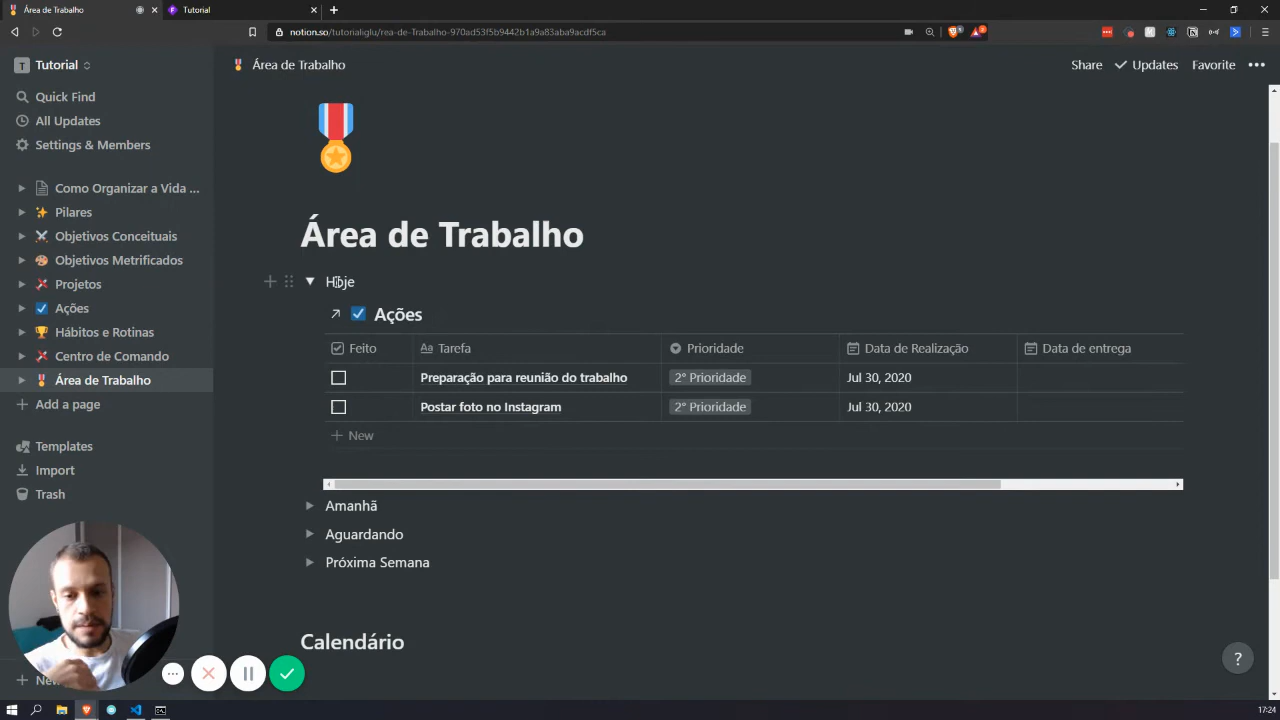 Área de Trabalho
Tutorial
notion.so/tutorialiglu/rea-de-Trabalho-970ad53f5b9442b1a9a83aba9acdf5ca
T Tutorial
Área de Trabalho
Share
Updates
Favorite
Quick Find
All Updates
Settings & Members
Como Organizar a Vida ...
Pilares
Objetivos Conceituais
Objetivos Metrificados
Projetos
Ações
Hábitos e Rotinas
Centro de Comando
Área de Trabalho
Add a page
Templates
Import
Trash
Área de Trabalho
Hoje
Ações
Feito
Aa Tarefa
Prioridade
Data de Realização
Data de entrega
Preparação para reunião do trabalho
2° Prioridade
Jul 30, 2020
Postar foto no Instagram
2° Prioridade
Jul 30, 2020
New
Amanhã
Aguardando
Próxima Semana
Calendário
?
17:24